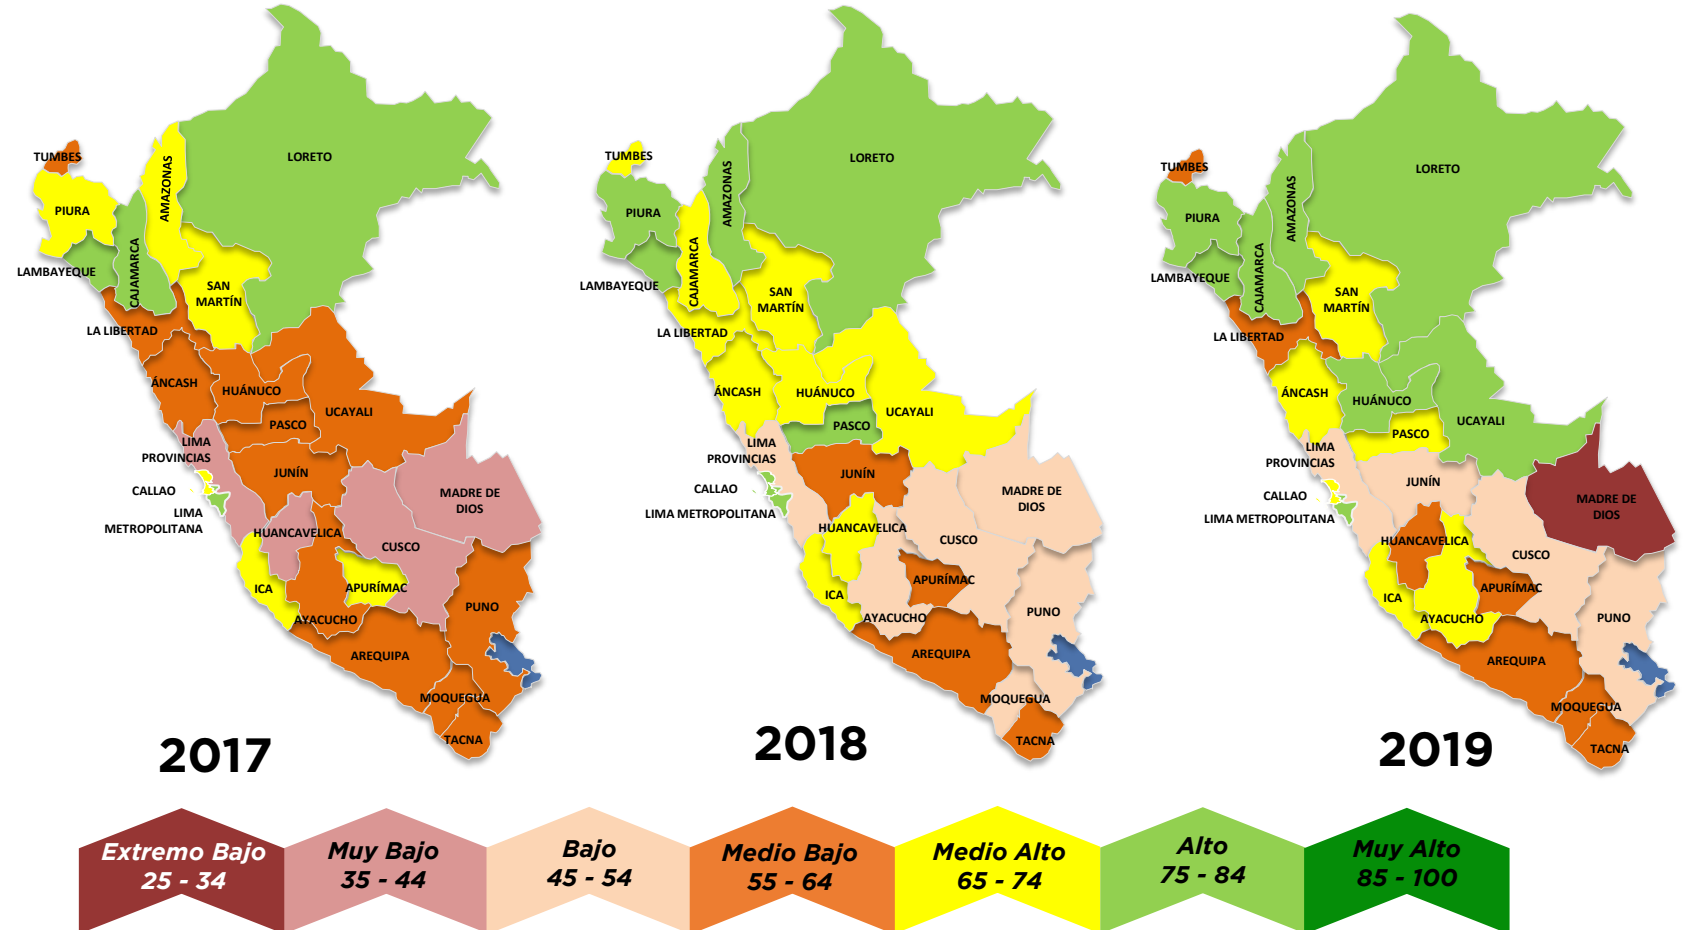 TUMBES
PIURA
LAMBAYEQUE
CAJAMARCA
AMAZONAS
LORETO
SAN
MARTÍN
LA LIBERTAD
ÁNCASH
HUÁNUCO
UCAYALI
PASCO
LIMA
PROVINCIAS
JUNÍN
CALLAO
LIMA
METROPOLITANA
MADRE DE
DIOS
HUANCAVELICA
CUSCO
ICA
APURÍMAC
AYACUCHO
PUNO
AREQUIPA
MOQUEGUA
TACNA
2017
TUMBES
PIURA
LAMBAYEQUE
CAJAMARCA
AMAZONAS
LORETO
SAN
MARTÍN
LA LIBERTAD
ÁNCASH
HUÁNUCO
UCAYALI
PASCO
LIMA
PROVINCIAS
JUNÍN
CALLAO
LIMA METROPOLITANA
MADRE DE
DIOS
HUANCAVELICA
CUSCO
ICA
APURÍMAC
AYACUCHO
PUNO
AREQUIPA
MOQUEGUA
TACNA
2018
TUMBES
PIURA
LAMBAYEQUE
CAJAMARCA
AMAZONAS
LORETO
SAN
MARTÍN
LA LIBERTAD
ÁNCASH
HUÁNUCO
UCAYALI
PASCO
LIMA
PROVINCIAS
JUNÍN
CALLAO
LIMA METROPOLITANA
MADRE DE
DIOS
HUANCAVELICA
CUSCO
ICA
APURÍMAC
AYACUCHO
PUNO
AREQUIPA
MOQUEGUA
TACNA
2019
Extremo Bajo
25 - 34
Muy Bajo
35 - 44
Bajo
45 - 54
Medio Bajo
55 - 64
Medio Alto
65 - 74
Alto
75 - 84
Muy Alto
85 - 100